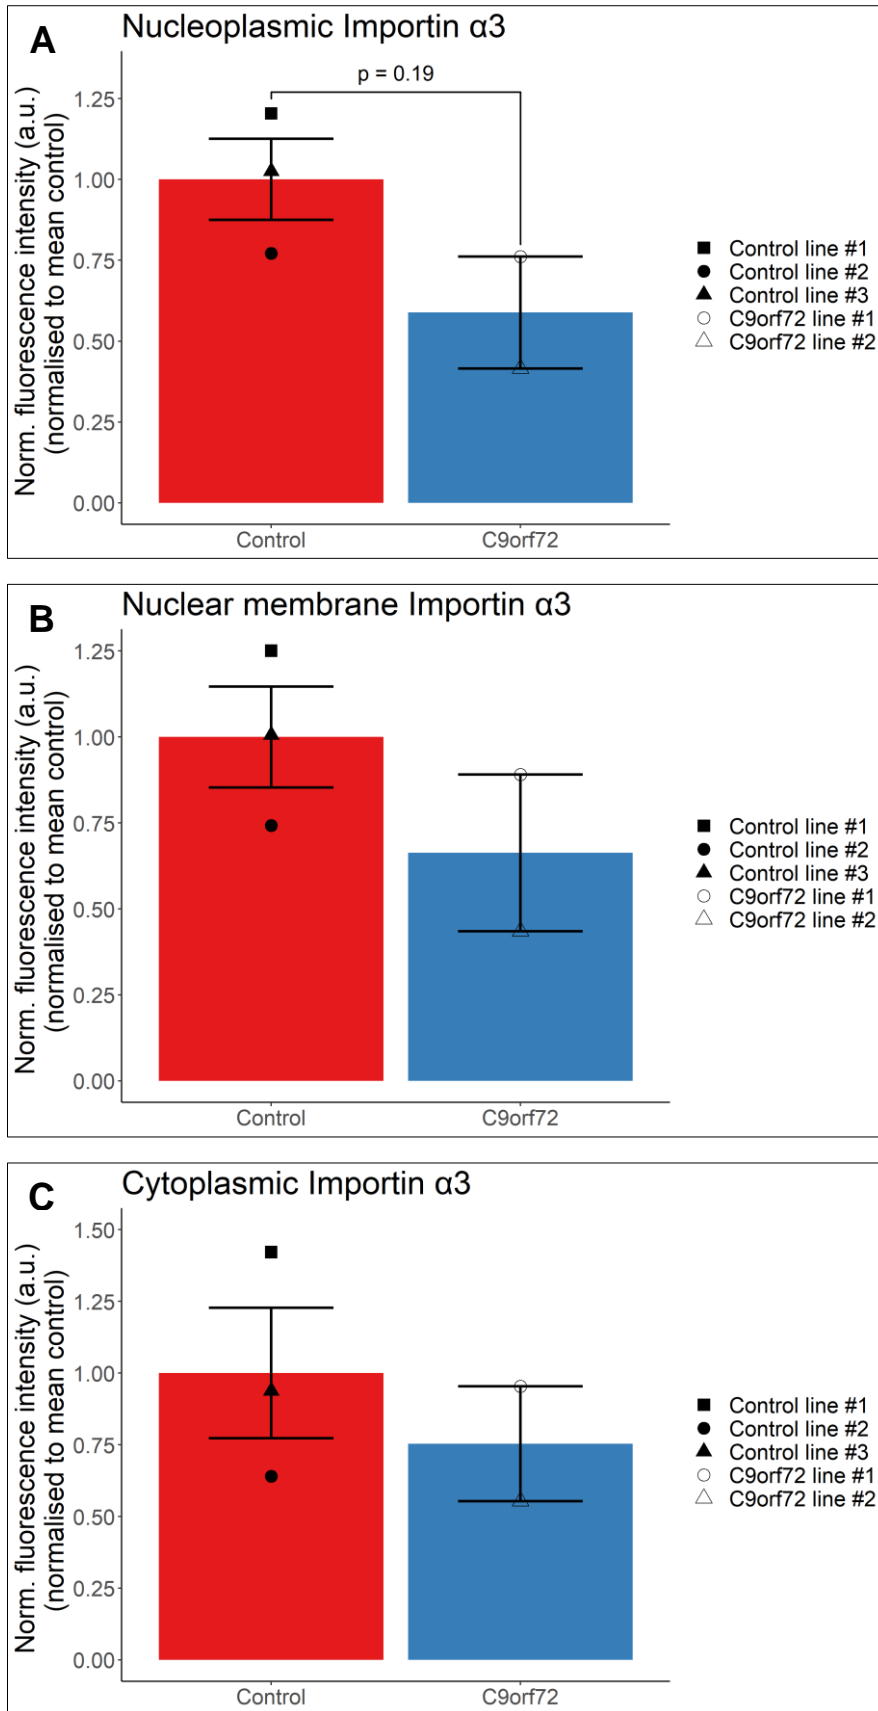 A
Nucleoplasmic Importin α3
Norm. fluorescence intensity (a.u.)
(normalised to mean control)
p = 0.19
1.25
1.00
0.75
0.50
0.25
0.00
Control
C9orf72
Control line #1
Control line #2
Control line #3
C9orf72 line #1
C9orf72 line #2
B
Nuclear membrane Importin α3
Norm. fluorescence intensity (a.u.)
(normalised to mean control)
1.25
1.00
0.75
0.50
0.25
0.00
Control
C9orf72
Control line #1
Control line #2
Control line #3
C9orf72 line #1
C9orf72 line #2
C
Cytoplasmic Importin α3
Norm. fluorescence intensity (a.u.)
(normalised to mean control)
1.50
1.25
1.00
0.75
0.50
0.25
0.00
Control
C9orf72
Control line #1
Control line #2
Control line #3
C9orf72 line #1
C9orf72 line #2